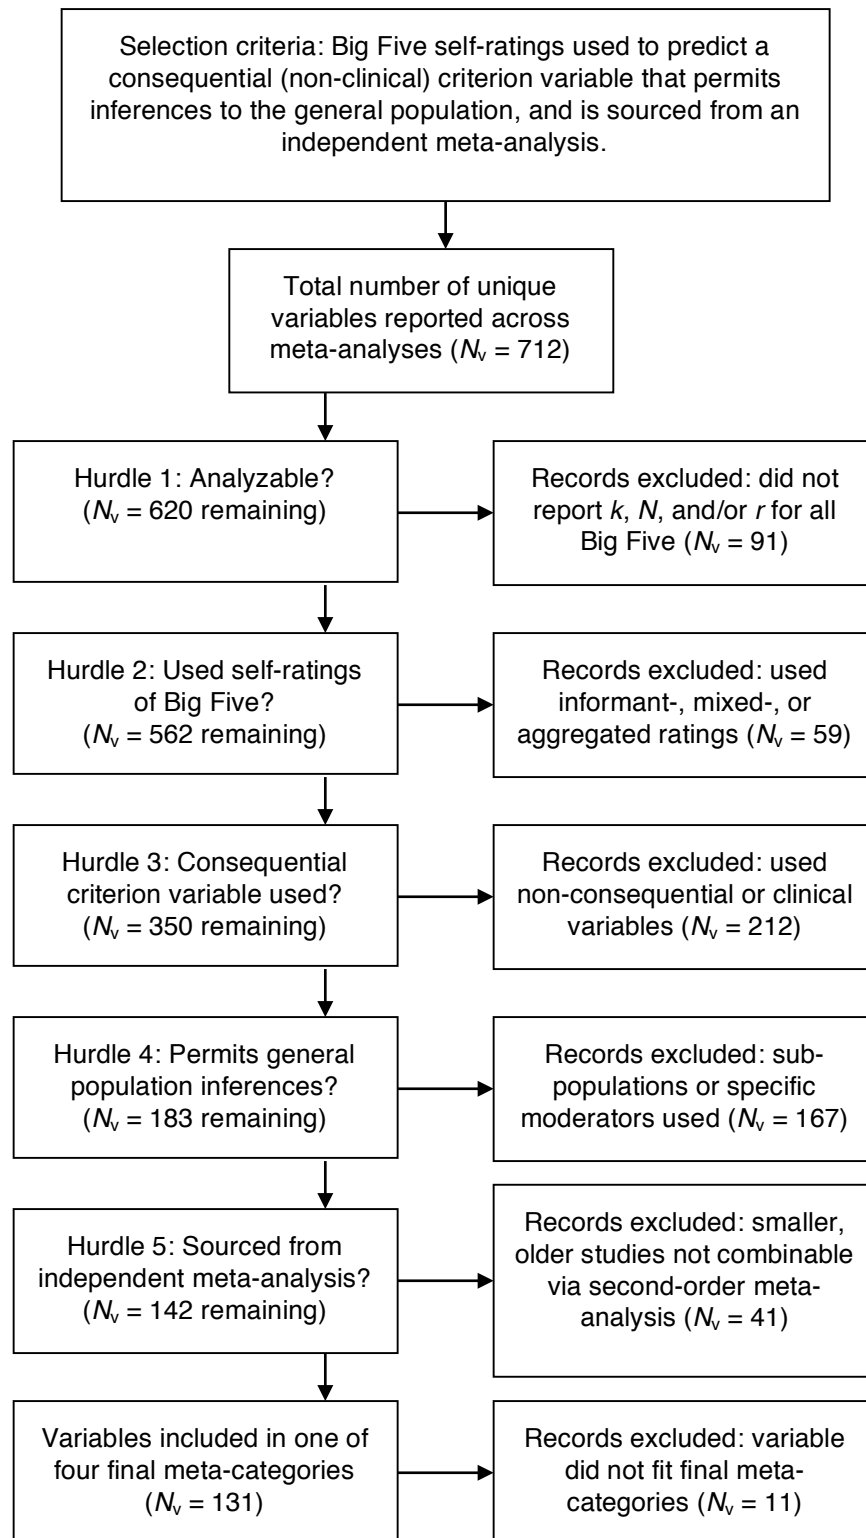 Selection criteria: Big Five self-ratings used to predict a
consequential (non-clinical) criterion variable that permits
inferences to the general population, and is sourced from an
independent meta-analysis.
Total number of unique
variables reported across
meta-analyses (Nv = 712)
Hurdle 1: Analyzable?
(Nv = 620 remaining)
Records excluded: did not
report k, N, and/or r for all
Big Five (Nv = 91)
Hurdle 2: Used self-ratings
of Big Five?
(Nv = 562 remaining)
Records excluded: used
informant-, mixed-, or
aggregated ratings (Nv = 59)
Hurdle 3: Consequential
criterion variable used?
(Nv = 350 remaining)
Records excluded: used
non-consequential or clinical
variables (Nv = 212)
Hurdle 4: Permits general
population inferences?
(Nv = 183 remaining)
Records excluded: sub-
populations or specific
moderators used (Nv = 167)
Hurdle 5: Sourced from
independent meta-analysis?
(Nv = 142 remaining)
Records excluded: smaller,
older studies not combinable
via second-order meta-
analysis (Nv = 41)
Variables included in one of
four final meta-categories
(Nv = 131)
Records excluded: variable
did not fit final meta-
categories (Nv = 11)